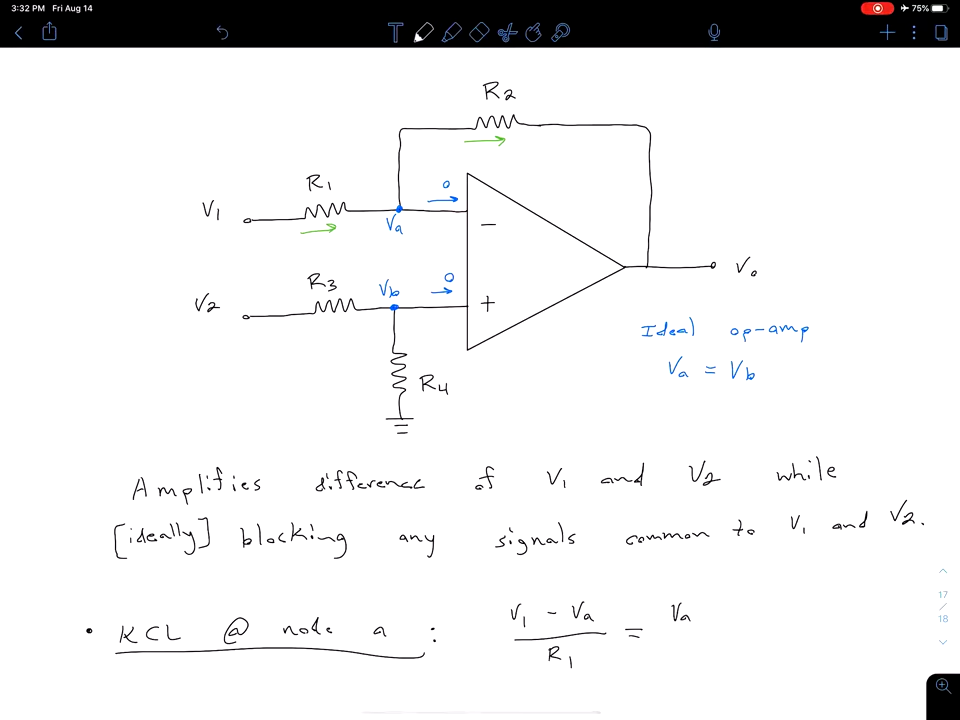 3:32 PM Fri Aug 14
75%
T
R2
R1
0
V1
Va
-
R3
Vb
0
V2
+
Vo
Ideal op-amp
Va = Vb
R4
Amplifies difference of V1 and V2 while
[ideally] blocking any signals common to V1 and V2.
17
/
18
• KCL @ node a : V1 - Va / R1 = Va